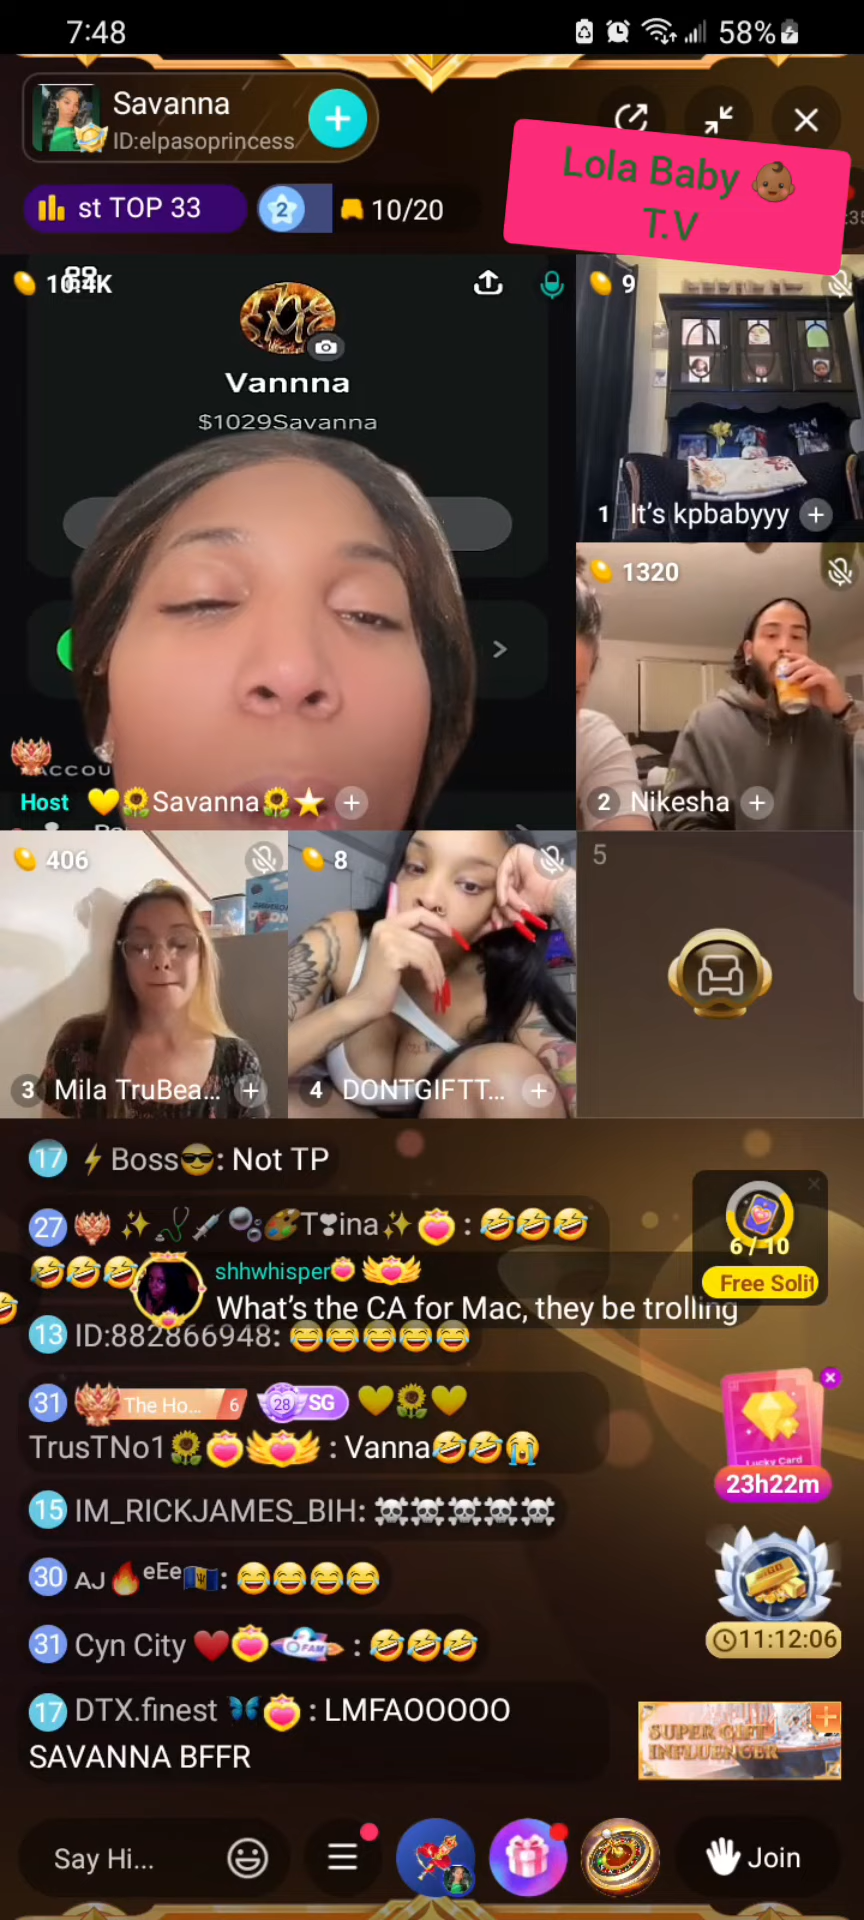 7:48
58%
Savanna
ID:elpasoprincess
Lola Baby 👶🏾
T.V
st TOP 33
2
10/20
9
Vannna
$1029Savanna
1 It's kpbabyyy +
1320
Host 💛🌻Savanna🌻⭐ +
2 Nikesha +
406
8
5
3 Mila TruBea... +
4 DONTGIFTT... +
17 ⚡Boss😎: Not TP
27 ✨🩺💉🫧🎨T❣ina✨ : 🤣🤣🤣
🤣🤣🤣
shhwhisper
What's the CA for Mac, they be trolling
6 / 10
Free Solit
13 ID:882866948: 😂😂😂😂😂
31 The Ho... 6 28 SG 💛🌻💛
TrusTNo1🌻 : Vanna🤣🤣😭
Lucky Card
23h22m
15 IM_RICKJAMES_BIH: ☠☠☠☠☠
30 AJ🔥ᵉᴱᵉ🇧🇧: 😂😂😂😂
11:12:06
31 Cyn City ❤ FAM : 🤣🤣🤣
17 DTX.finest 🦋 : LMFAOOOOO
SAVANNA BFFR
SUPER GIFT
INFLUENCER
Say Hi...
Join